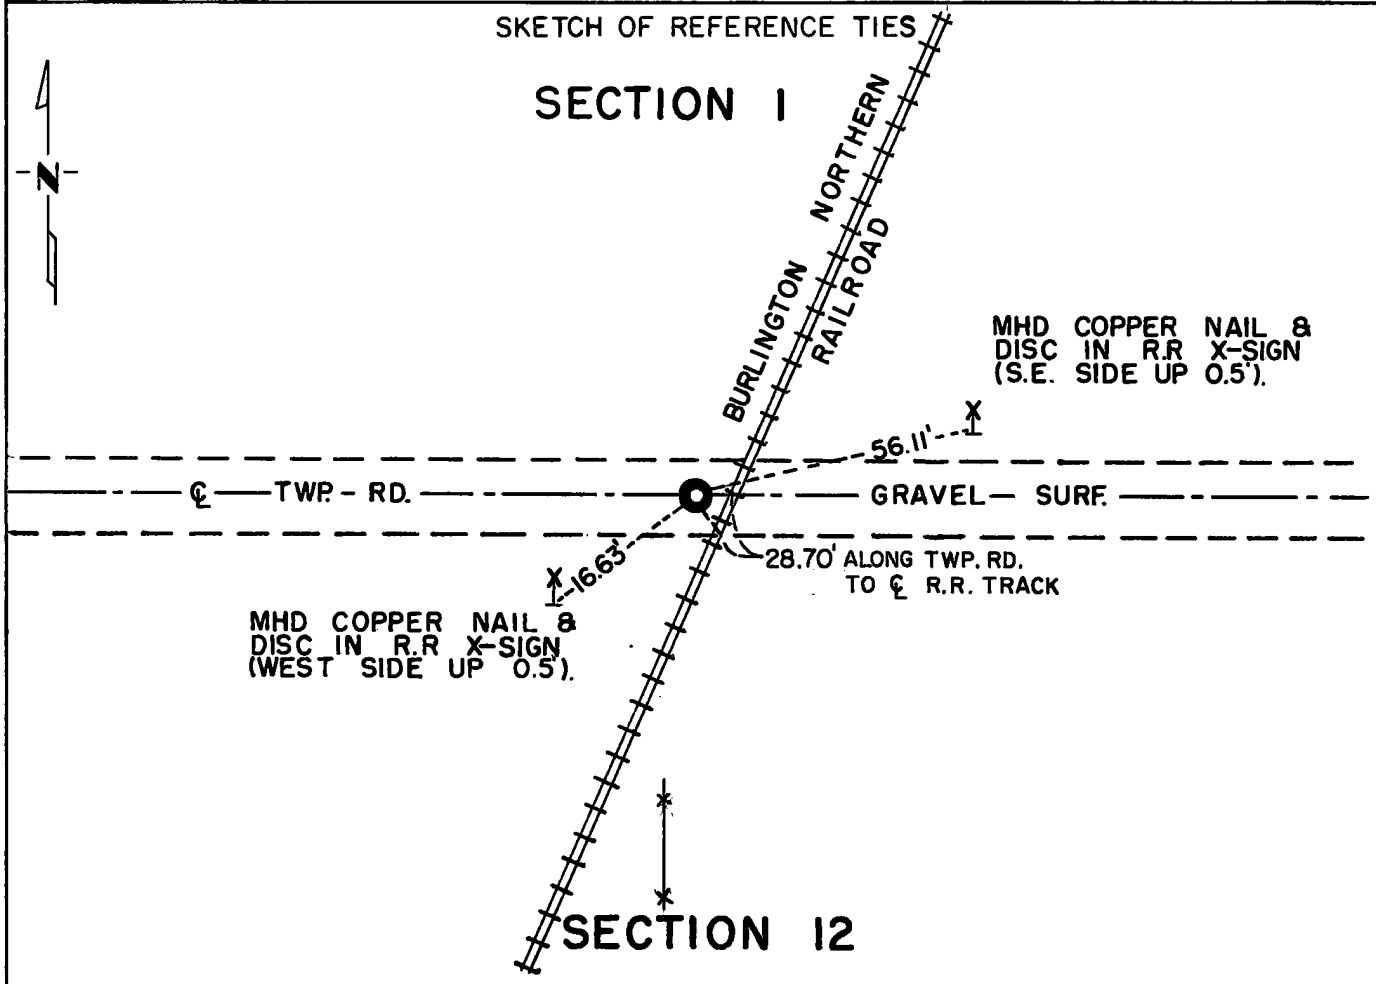 SKETCH OF REFERENCE TIES
SECTION 1
N
BURLINGTON NORTHERN
RAILROAD
MHD COPPER NAIL &
DISC IN R.R X-SIGN
(S.E. SIDE UP 0.5').
56.11'
℄ TWP. RD.
GRAVEL SURF.
16.63'
28.70' ALONG TWP. RD.
TO ℄ R.R. TRACK
MHD COPPER NAIL &
DISC IN R.R X-SIGN
(WEST SIDE UP 0.5').
SECTION 12